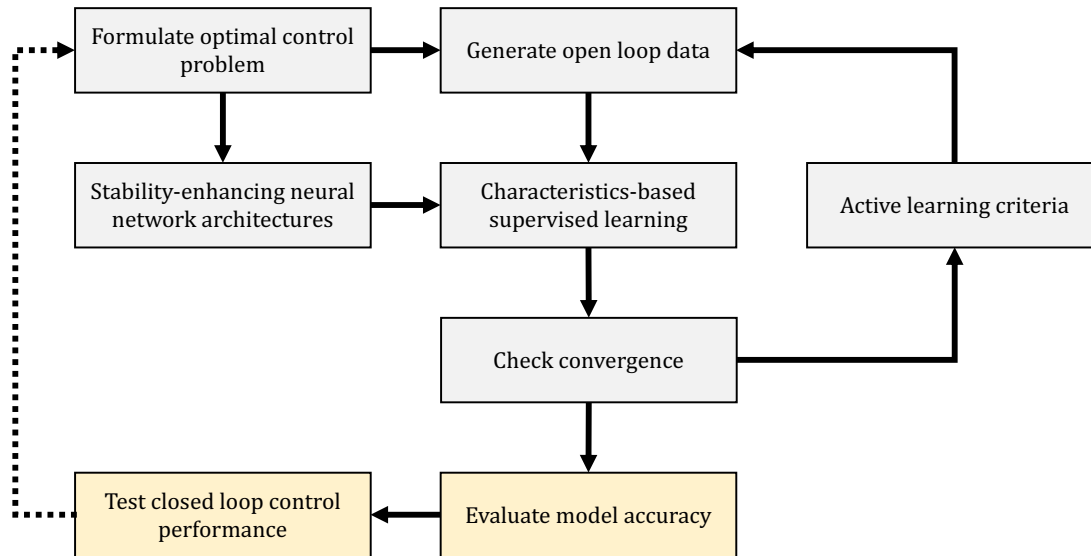 Formulate optimal control
problem
Generate open loop data
Stability-enhancing neural
network architectures
Characteristics-based
supervised learning
Active learning criteria
Check convergence
Test closed loop control
performance
Evaluate model accuracy